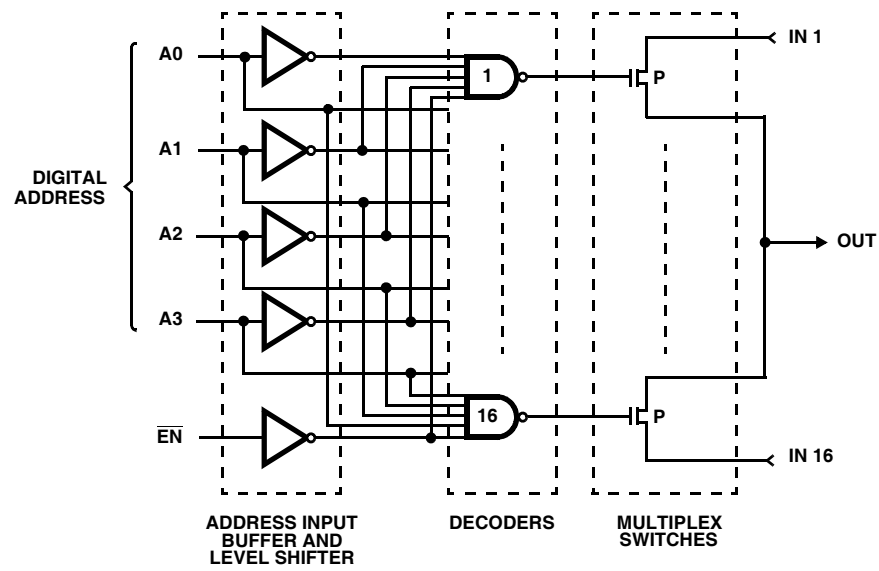 A0
A1
A2
A3
E̅N̅
DIGITAL
ADDRESS
1
16
P
P
IN 1
OUT
IN 16
ADDRESS INPUT
BUFFER AND
LEVEL SHIFTER
DECODERS
MULTIPLEX
SWITCHES